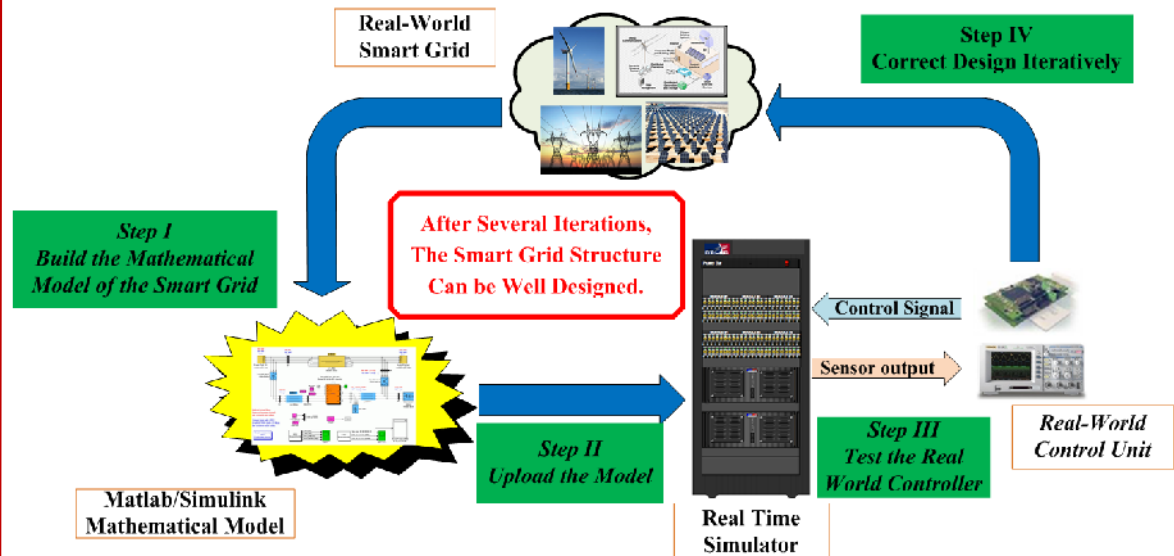 Real-World
Smart Grid
Step IV
Correct Design Iteratively
Step I
Build the Mathematical
Model of the Smart Grid
After Several Iterations,
The Smart Grid Structure
Can be Well Designed.
Control Signal
Sensor output
Step II
Upload the Model
Step III
Test the Real
World Controller
Real-World
Control Unit
Matlab/Simulink
Mathematical Model
Real Time
Simulator